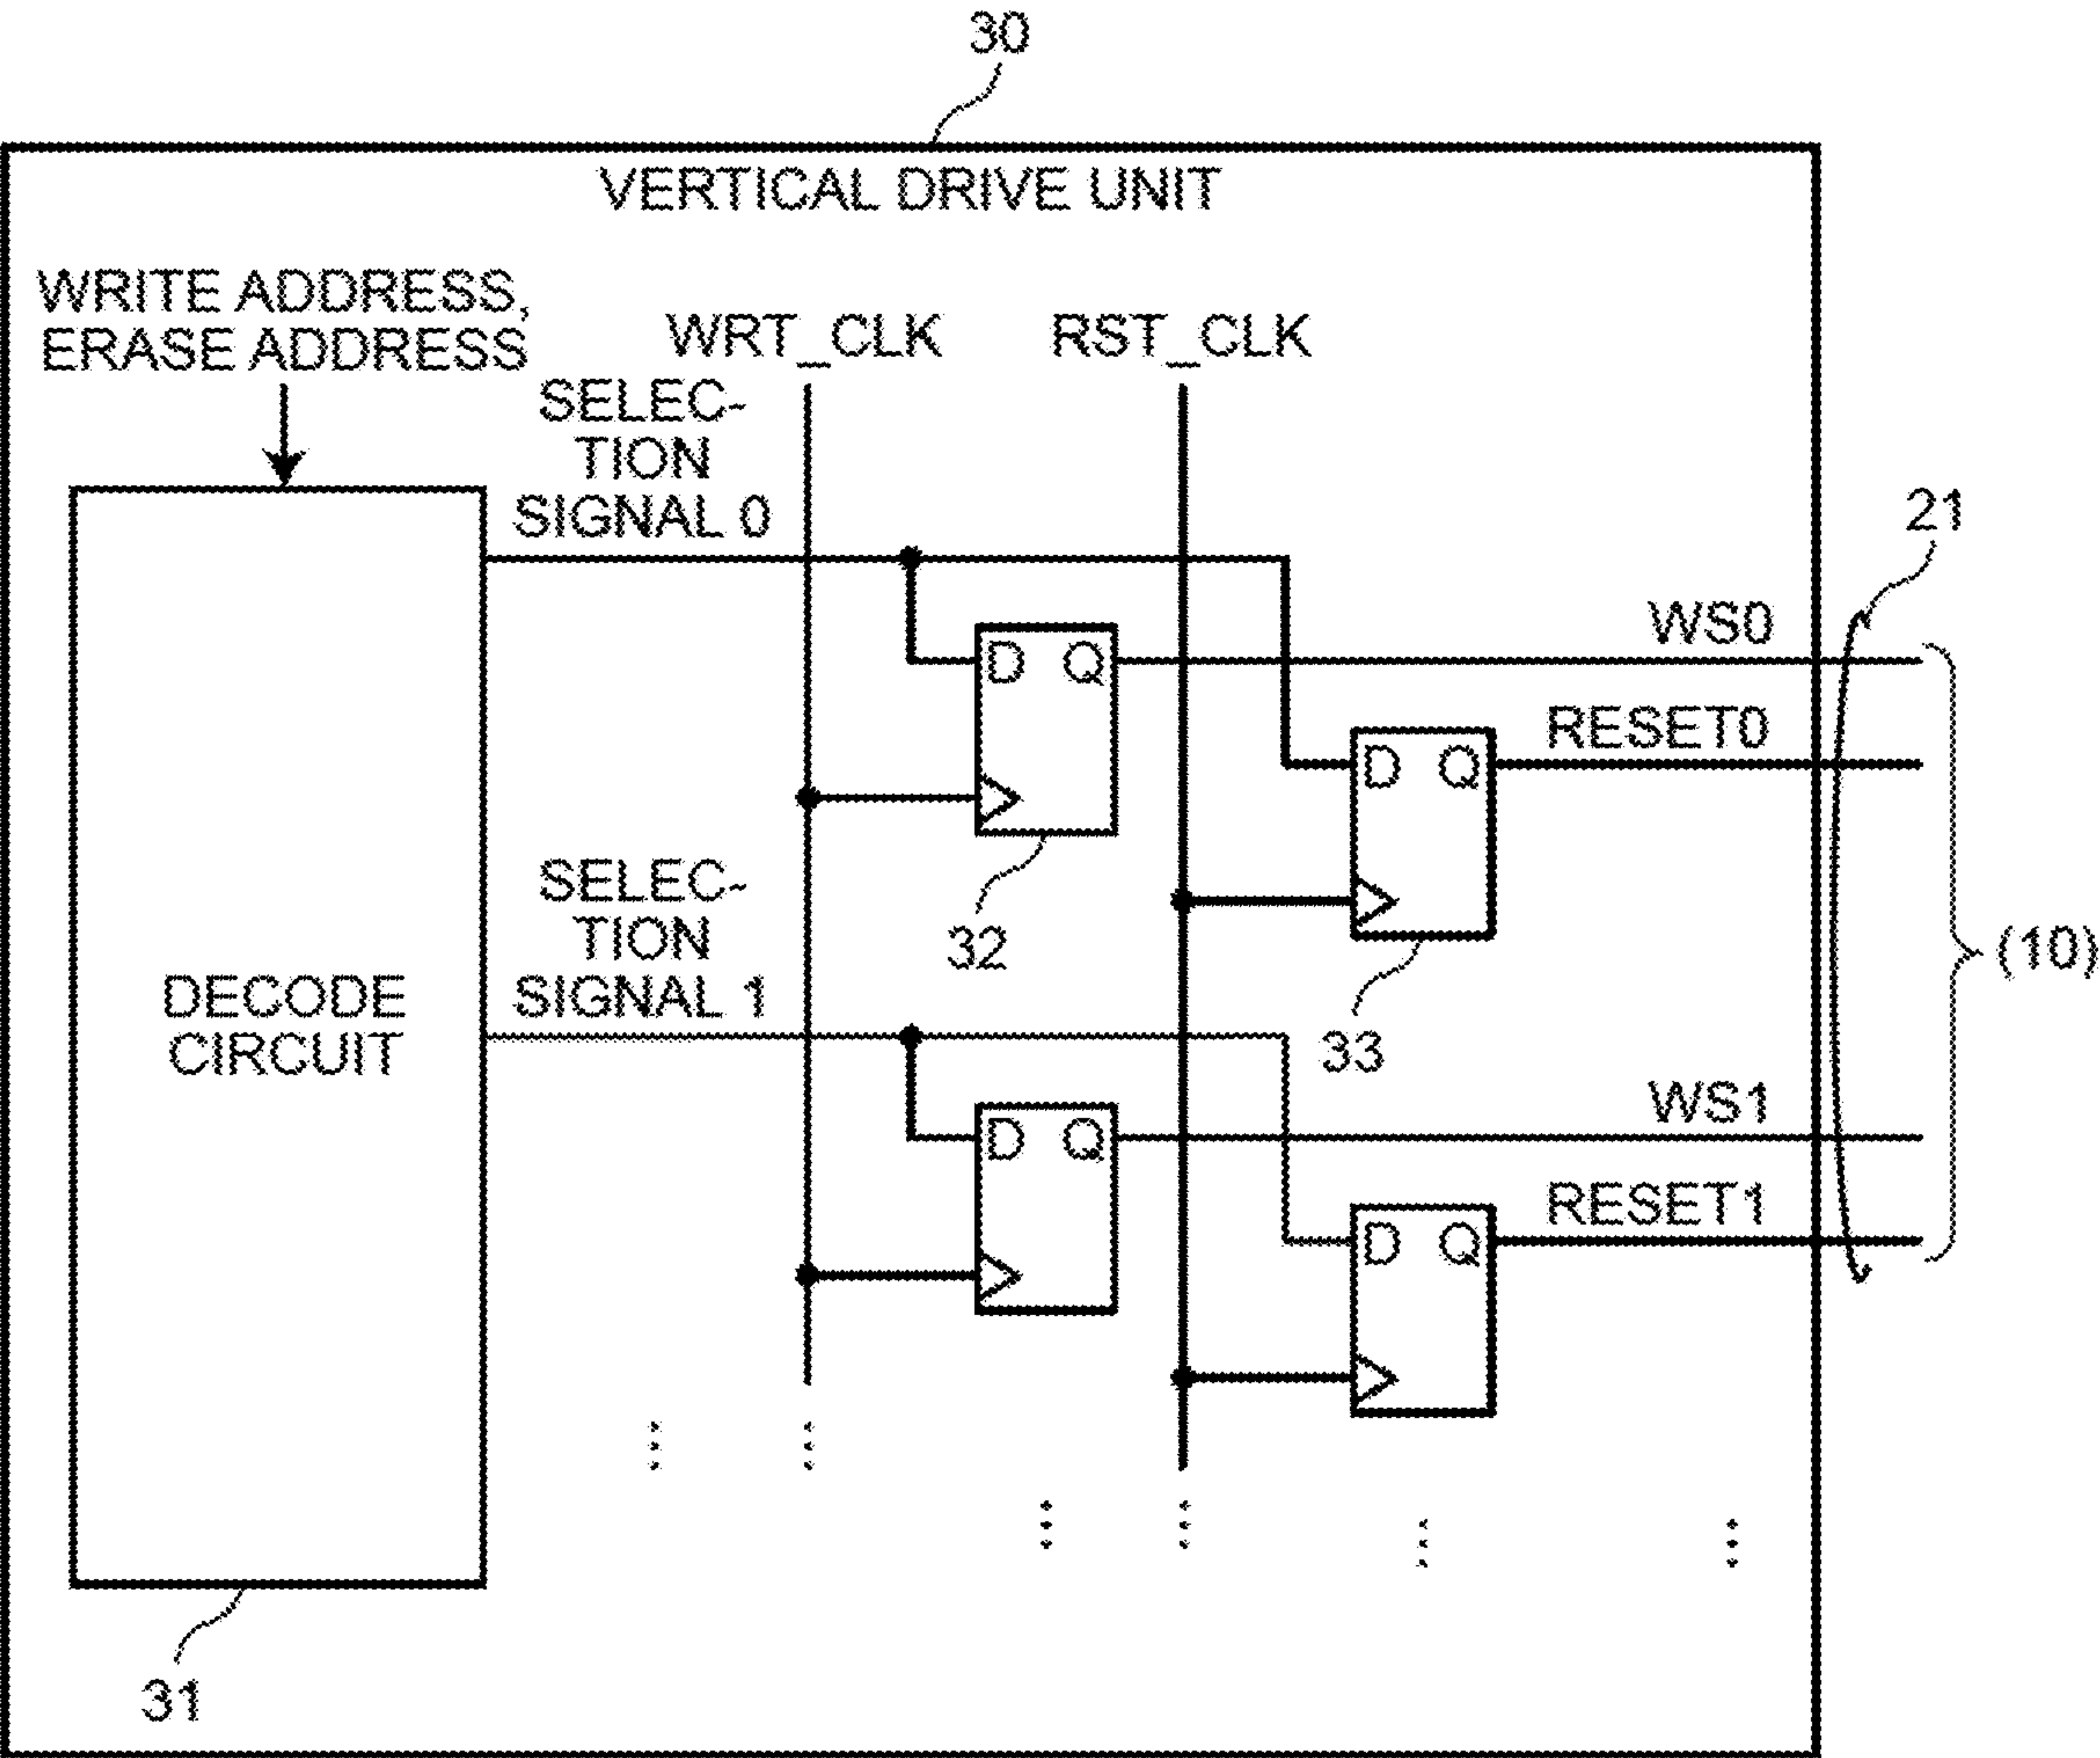 30
VERTICAL DRIVE UNIT
WRITE ADDRESS,
ERASE ADDRESS
WRT_CLK
RST_CLK
SELEC-
TION
SIGNAL 0
21
WS0
D Q
RESET0
D Q
32
SELEC-
TION
SIGNAL 1
(10)
DECODE
CIRCUIT
33
WS1
D Q
RESET1
D Q
31